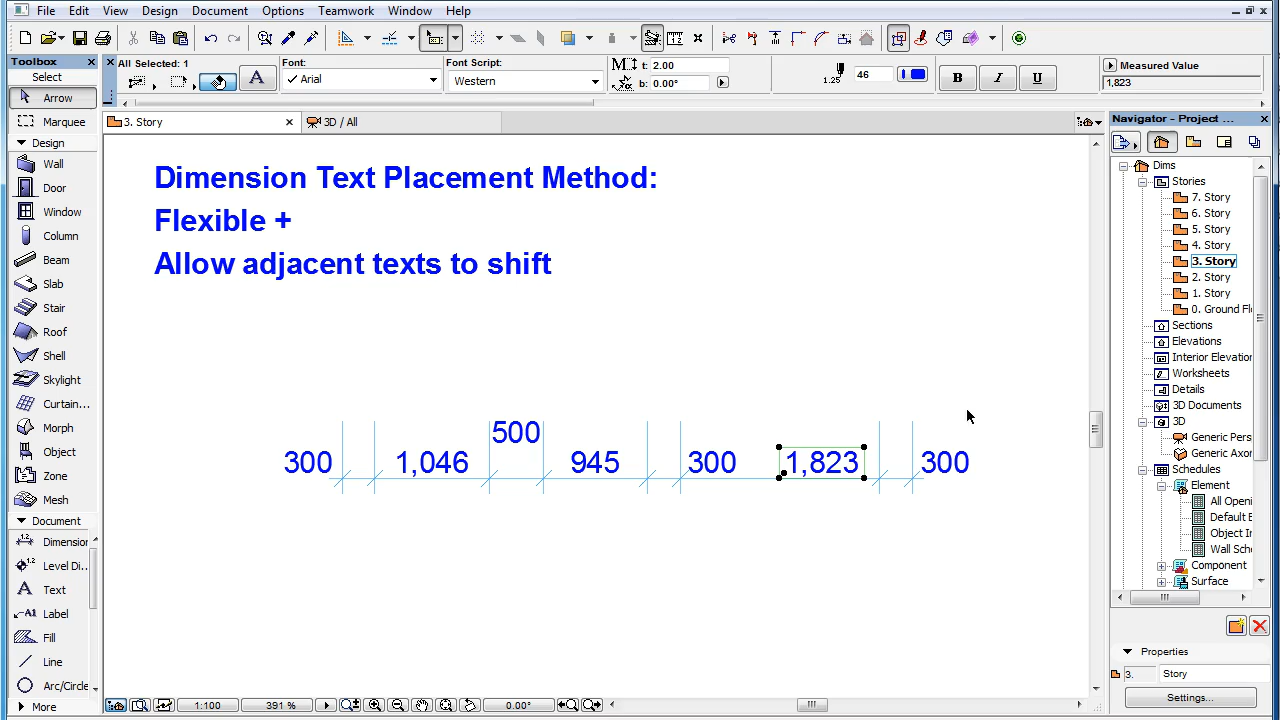 File Edit View Design Document Options Teamwork Window Help
Toolbox
Select
Arrow
Marquee
Design
Wall
Door
Window
Column
Beam
Slab
Stair
Roof
Shell
Skylight
Curtain...
Morph
Object
Zone
Mesh
Document
Dimension
Level Di...
Text
Label
Fill
Line
Arc/Circle
More
All Selected: 1
Font:
Arial
Font Script:
Western
t: 2.00
b: 0.00°
1.25
46
B I U
Measured Value
1,823
3. Story
3D / All
Dimension Text Placement Method:
Flexible +
Allow adjacent texts to shift
500
300 1,046 945 300 1,823 300
1:100 391 % 0.00°
Navigator - Project ...
Dims
Stories
7. Story
6. Story
5. Story
4. Story
3. Story
2. Story
1. Story
0. Ground Fl
Sections
Elevations
Interior Elevation
Worksheets
Details
3D Documents
3D
Generic Pers
Generic Axon
Schedules
Element
All Openi
Default E
Object In
Wall Sche
Component
Surface
Properties
3. Story
Settings...